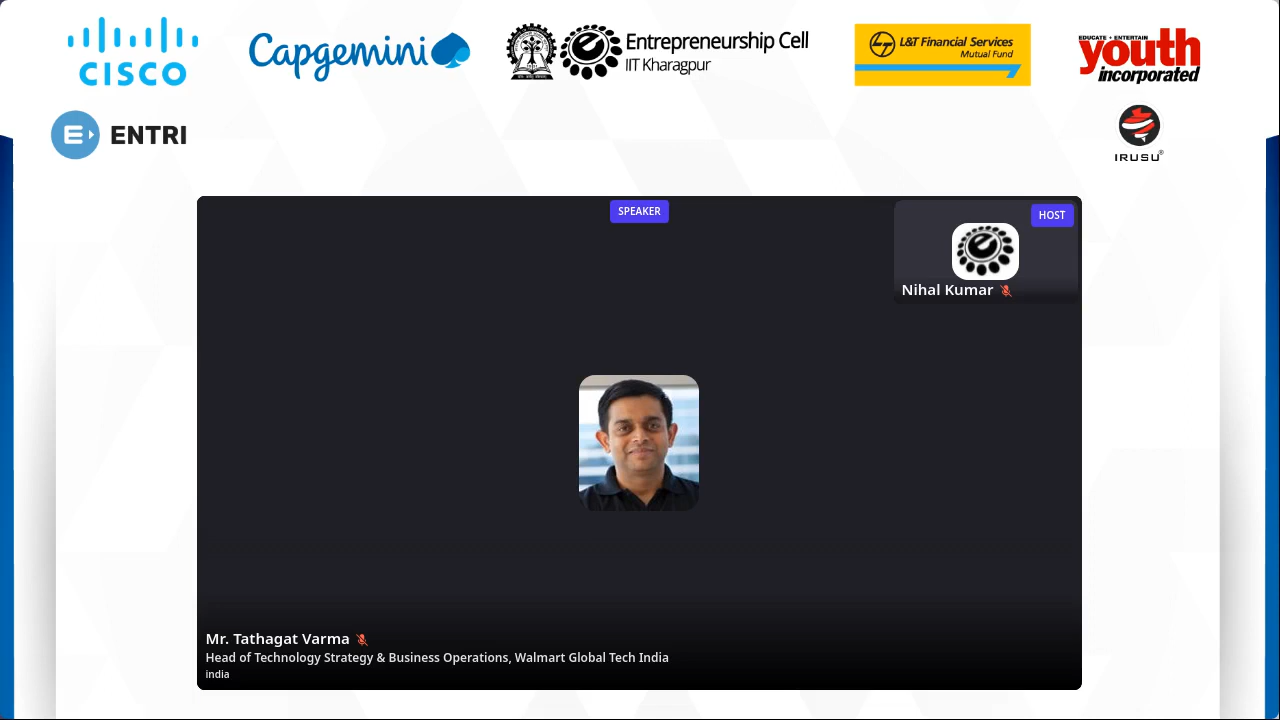 CISCO
Capgemini
Entrepreneurship Cell
IIT Kharagpur
L&T Financial Services
Mutual Fund
EDUCATE • ENTERTAIN
youth
incorporated
E ENTRI
IRUSU®
SPEAKER
HOST
Nihal Kumar
Mr. Tathagat Varma
Head of Technology Strategy & Business Operations, Walmart Global Tech India
india